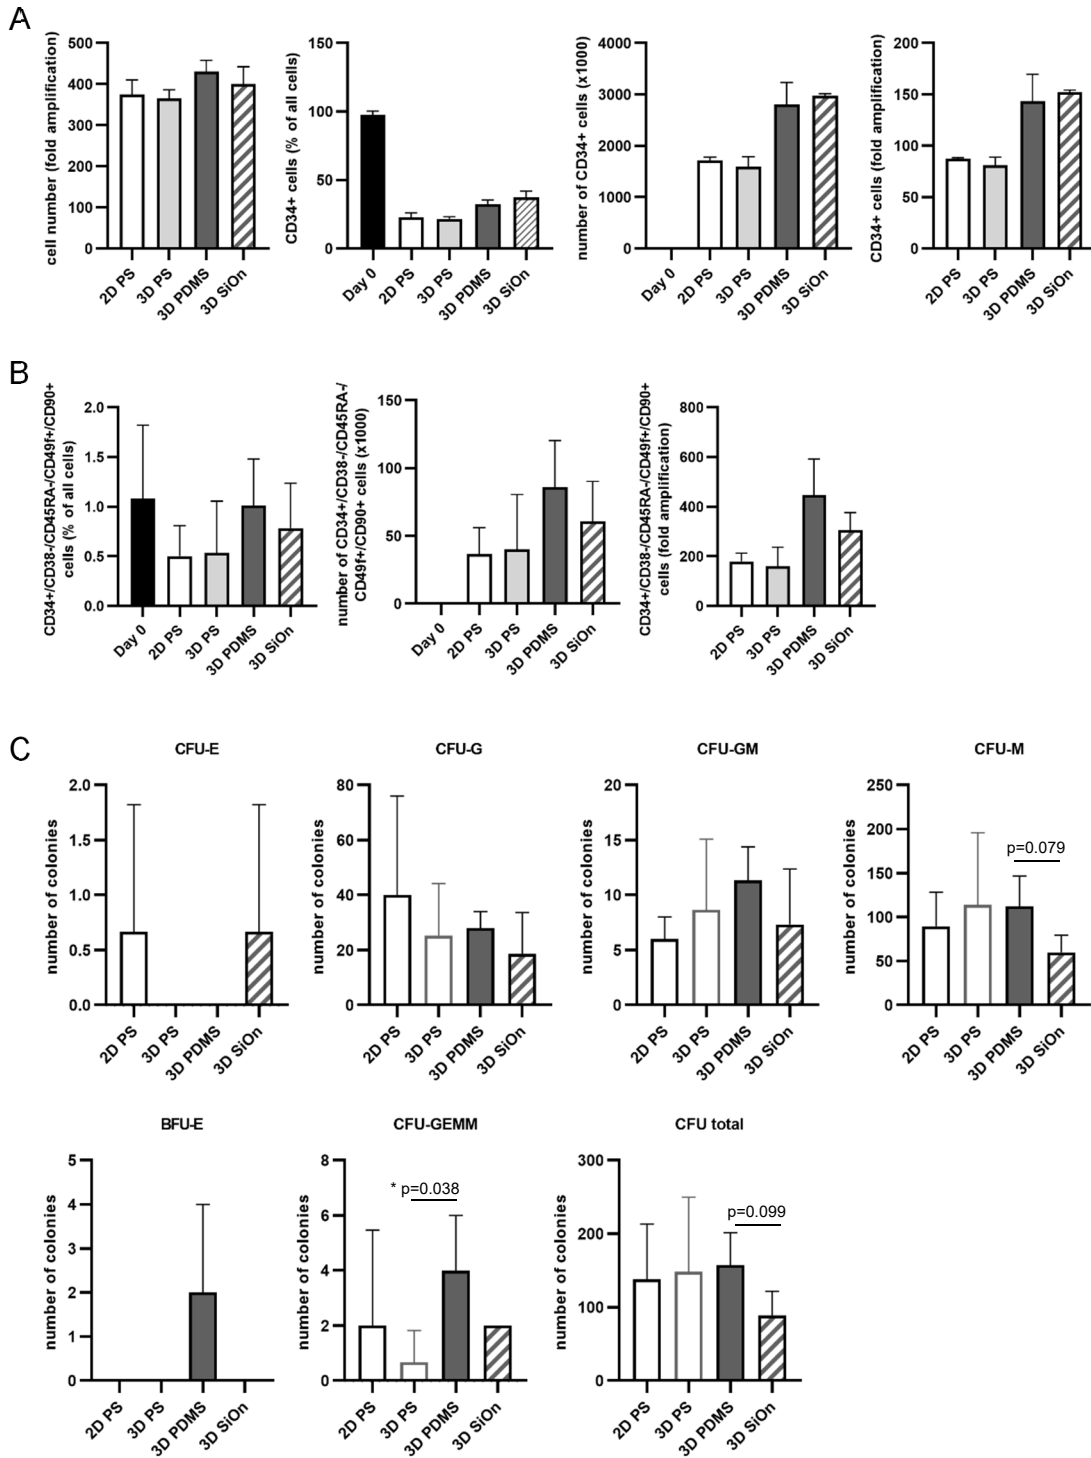 A
cell number (fold amplification)
500
400
300
200
100
0
2D PS
3D PS
3D PDMS
3D SiOn
CD34+ cells (% of all cells)
150
100
50
0
Day 0
2D PS
3D PS
3D PDMS
3D SiOn
number of CD34+ cells (x1000)
4000
3000
2000
1000
0
Day 0
2D PS
3D PS
3D PDMS
3D SiOn
CD34+ cells (fold amplification)
200
150
100
50
0
2D PS
3D PS
3D PDMS
3D SiOn
B
CD34+/CD38-/CD45RA-/CD49f+/CD90+
cells (% of all cells)
2.0
1.5
1.0
0.5
0.0
Day 0
2D PS
3D PS
3D PDMS
3D SiOn
number of CD34+/CD38-/CD45RA-/
CD49f+/CD90+ cells (x1000)
150
100
50
0
Day 0
2D PS
3D PS
3D PDMS
3D SiOn
CD34+/CD38-/CD45RA-/CD49f+/CD90+
cells (fold amplification)
800
600
400
200
0
2D PS
3D PS
3D PDMS
3D SiOn
C
CFU-E
number of colonies
2.0
1.5
1.0
0.5
0.0
2D PS
3D PS
3D PDMS
3D SiOn
CFU-G
number of colonies
80
60
40
20
0
2D PS
3D PS
3D PDMS
3D SiOn
CFU-GM
number of colonies
20
15
10
5
0
2D PS
3D PS
3D PDMS
3D SiOn
CFU-M
number of colonies
250
200
150
100
50
0
p=0.079
2D PS
3D PS
3D PDMS
3D SiOn
BFU-E
number of colonies
5
4
3
2
1
0
2D PS
3D PS
3D PDMS
3D SiOn
CFU-GEMM
number of colonies
8
6
4
2
0
* p=0.038
2D PS
3D PS
3D PDMS
3D SiOn
CFU total
number of colonies
300
200
100
0
p=0.099
2D PS
3D PS
3D PDMS
3D SiOn